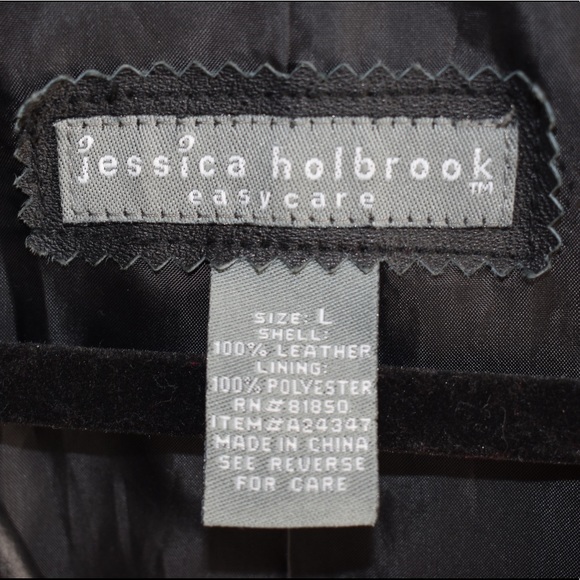 jessica holbrook
easycare TM
SIZE: L
SHELL:
100% LEATHER
LINING:
100% POLYESTER
RN#81850
ITEM#A24347
MADE IN CHINA
SEE REVERSE
FOR CARE